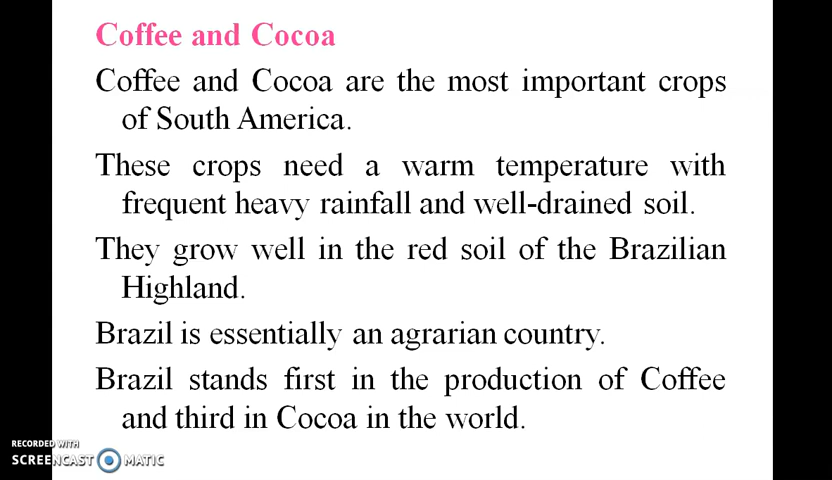 Coffee and Cocoa
Coffee and Cocoa are the most important crops
of South America.
These crops need a warm temperature with
frequent heavy rainfall and well-drained soil.
They grow well in the red soil of the Brazilian
Highland.
Brazil is essentially an agrarian country.
Brazil stands first in the production of Coffee
and third in Cocoa in the world.
RECORDED WITH
SCREENCAST MATIC